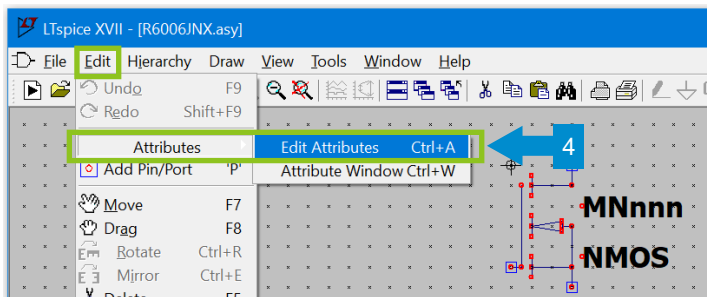 LTspice XVII - [R6006JNX.asy]
File Edit Hierarchy Draw View Tools Window Help
Undo F9
Redo Shift+F9
Attributes
Edit Attributes Ctrl+A
4
Add Pin/Port 'P'
Attribute Window Ctrl+W
Move F7
Drag F8
Rotate Ctrl+R
Mirror Ctrl+E
Delete F5
MNnnn
NMOS